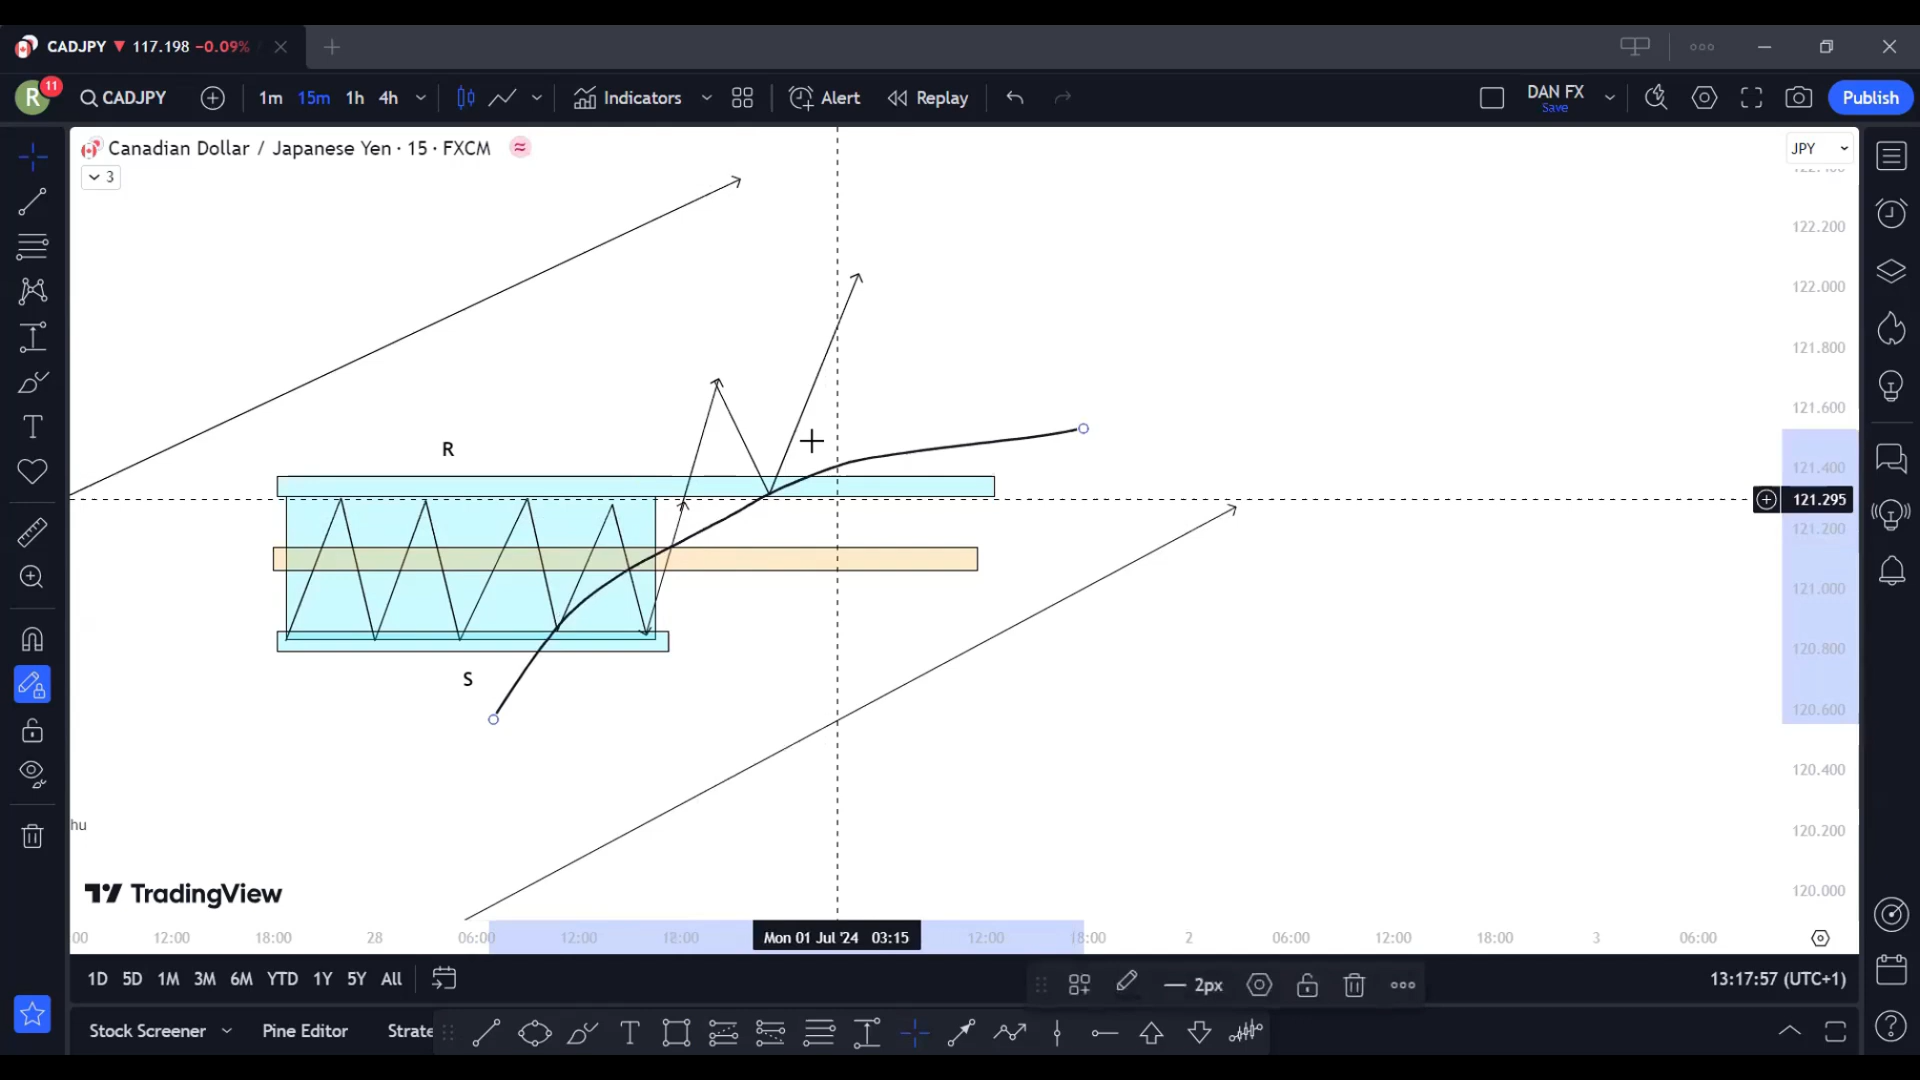 CADJPY ▼ 117.198 −0.09%
R 11 CADJPY 1m 15m 1h 4h Indicators Alert Replay DAN FX Save Publish
Canadian Dollar / Japanese Yen · 15 · FXCM JPY
3
122.200
122.000
121.800
121.600
R
121.400
121.295
121.200
121.000
120.800
S
120.600
120.400
hu
120.200
TradingView
120.000
00 12:00 18:00 28 06:00 12:00 18:00 Mon 01 Jul '24 03:15 12:00 18:00 2 06:00 12:00 18:00 3 06:00
1D 5D 1M 3M 6M YTD 1Y 5Y All 2px 13:17:57 (UTC+1)
Stock Screener Pine Editor Strate